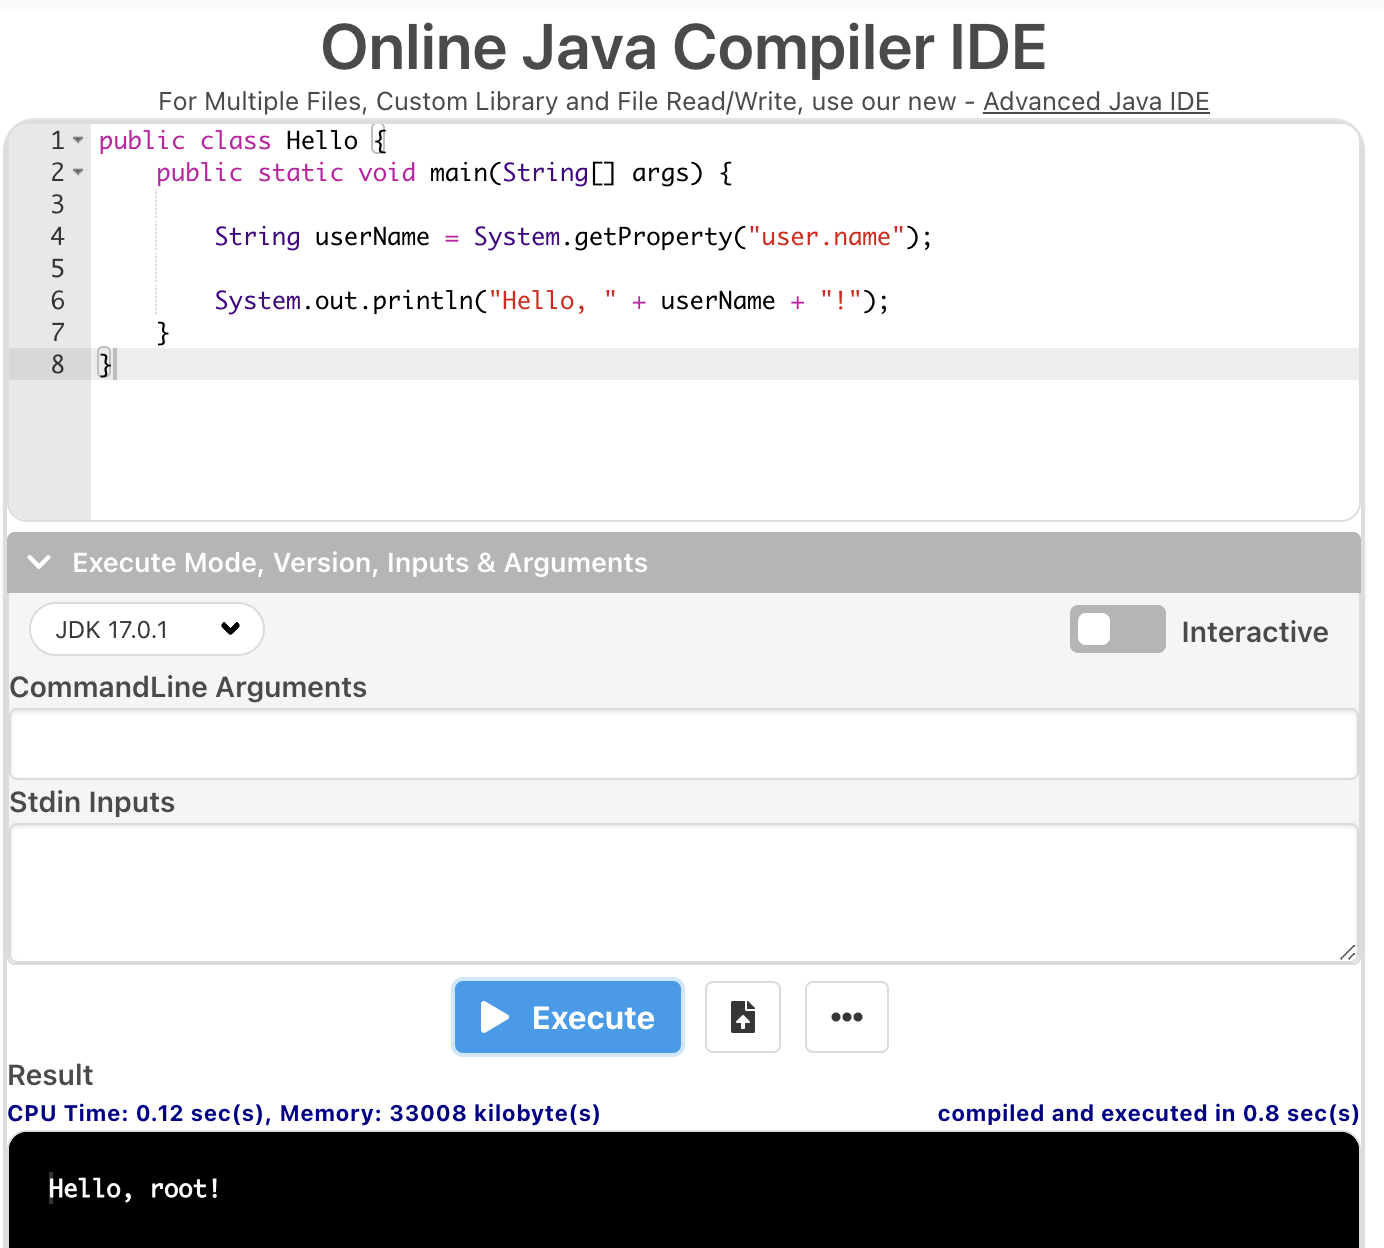 Online Java Compiler IDE
For Multiple Files, Custom Library and File Read/Write, use our new - Advanced Java IDE
1 public class Hello {
2     public static void main(String[] args) {
3
4         String userName = System.getProperty("user.name");
5
6         System.out.println("Hello, " + userName + "!");
7     }
8 }
Execute Mode, Version, Inputs & Arguments
JDK 17.0.1 Interactive
CommandLine Arguments
Stdin Inputs
Execute
Result
CPU Time: 0.12 sec(s), Memory: 33008 kilobyte(s) compiled and executed in 0.8 sec(s)
Hello, root!